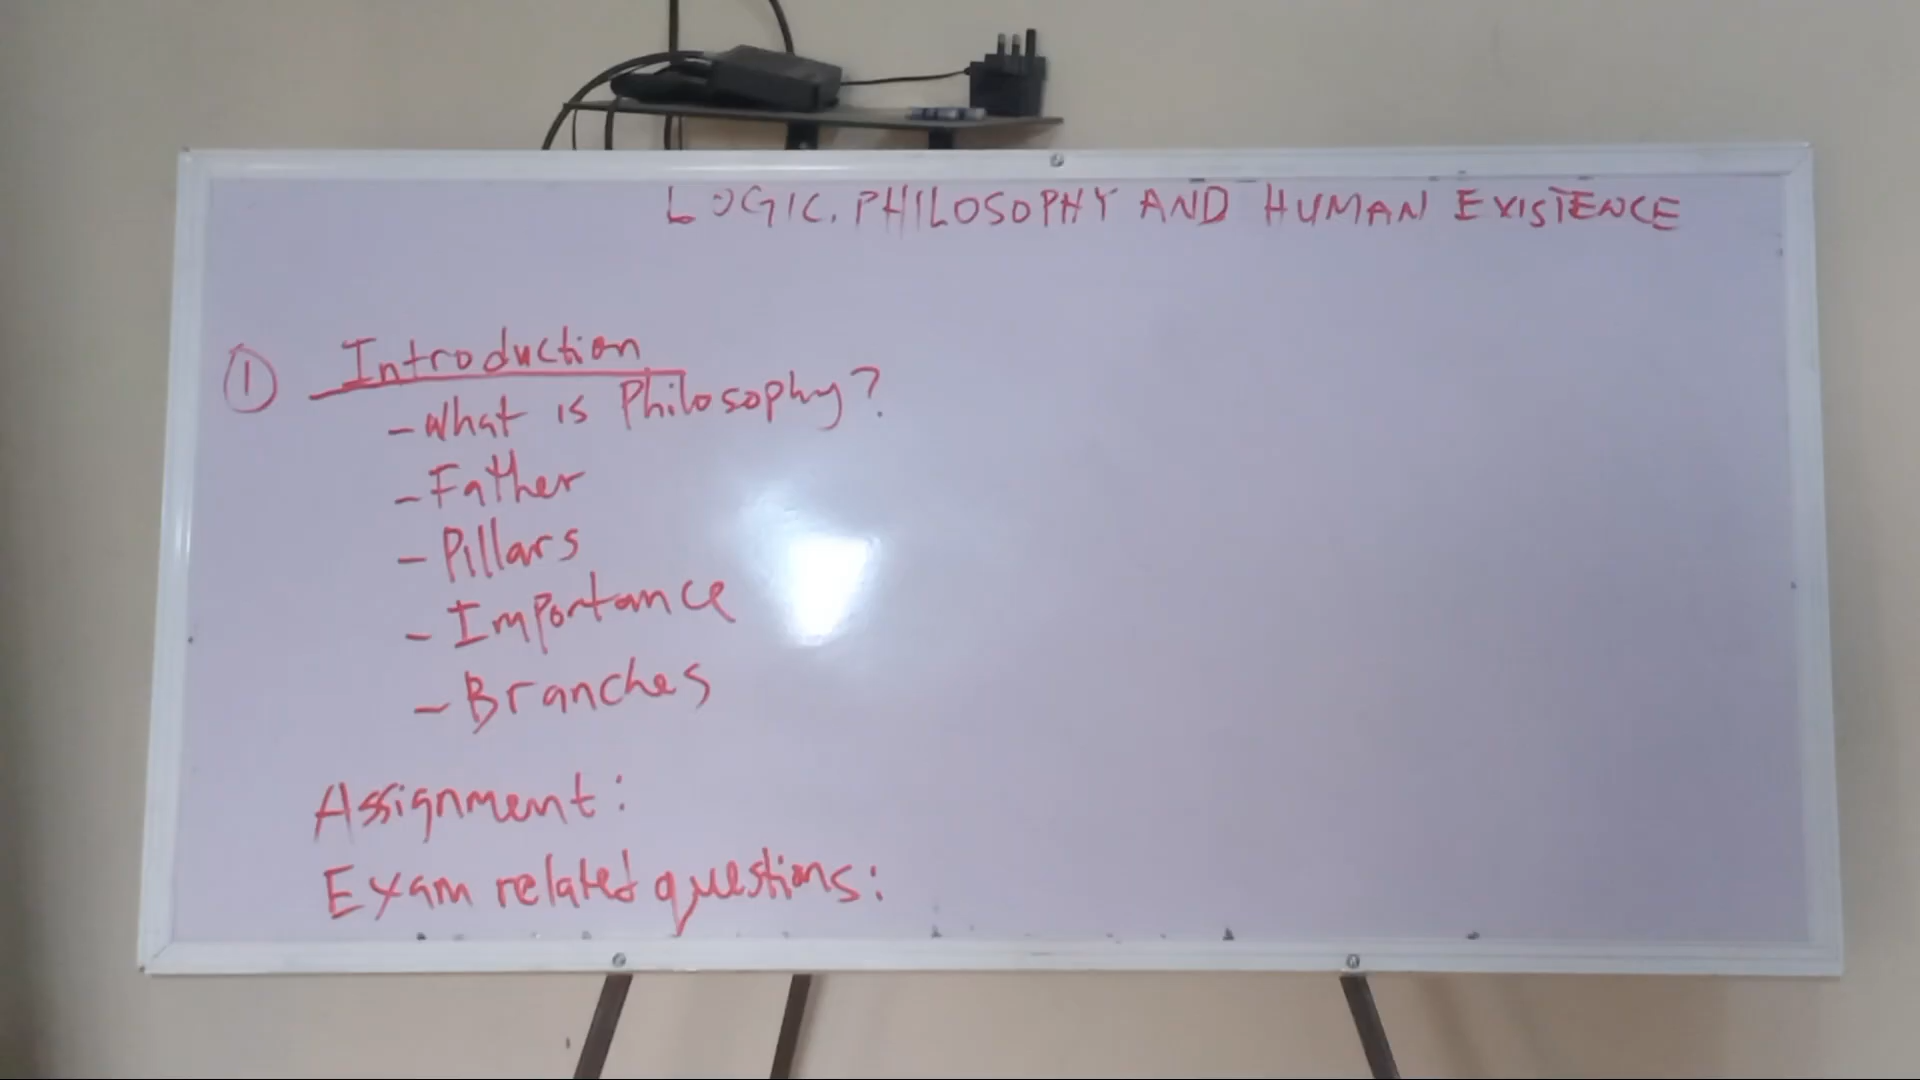 LOGIC, PHILOSOPHY AND HUMAN EXISTENCE
① Introduction
- What is Philosophy?
- Father
- Pillars
- Importance
- Branches
Assignment:
Exam related questions: